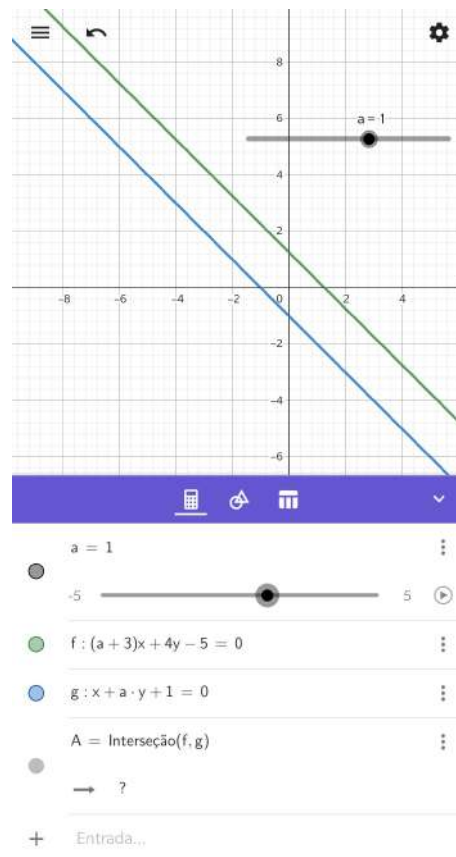 8
6
a = 1
4
2
-8 -6 -4 -2 0 2 4
-2
-4
-6
a = 1
-5 5
f : (a + 3)x + 4y − 5 = 0
g : x + a · y + 1 = 0
A = Interseção(f, g)
→ ?
+ Entrada...